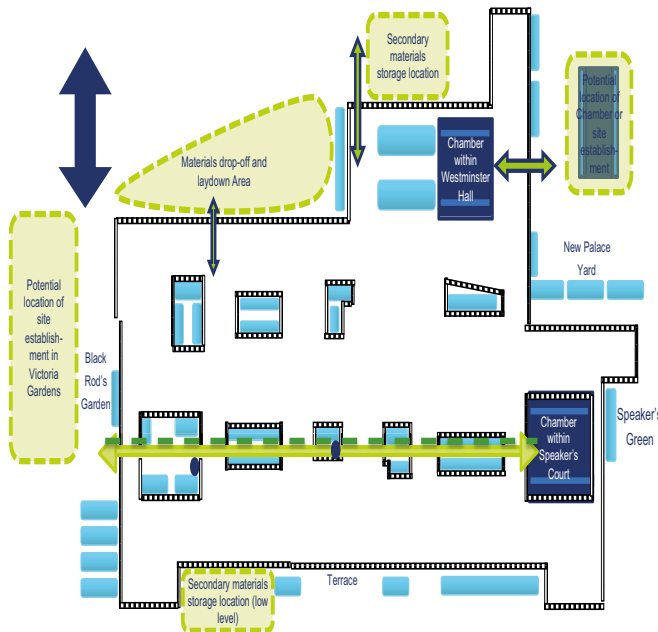 Secondary
materials
storage location
Potential
location of
Chamber or
site
establish-
ment
Chamber
within
Westminster
Hall
Materials drop-off and
laydown Area
New Palace
Yard
Potential
location of
site
establish-
ment in
Victoria
Gardens
Black
Rod's
Garden
Chamber
within
Speaker's
Court
Speaker's
Green
Secondary materials
storage location (low
level)
Terrace